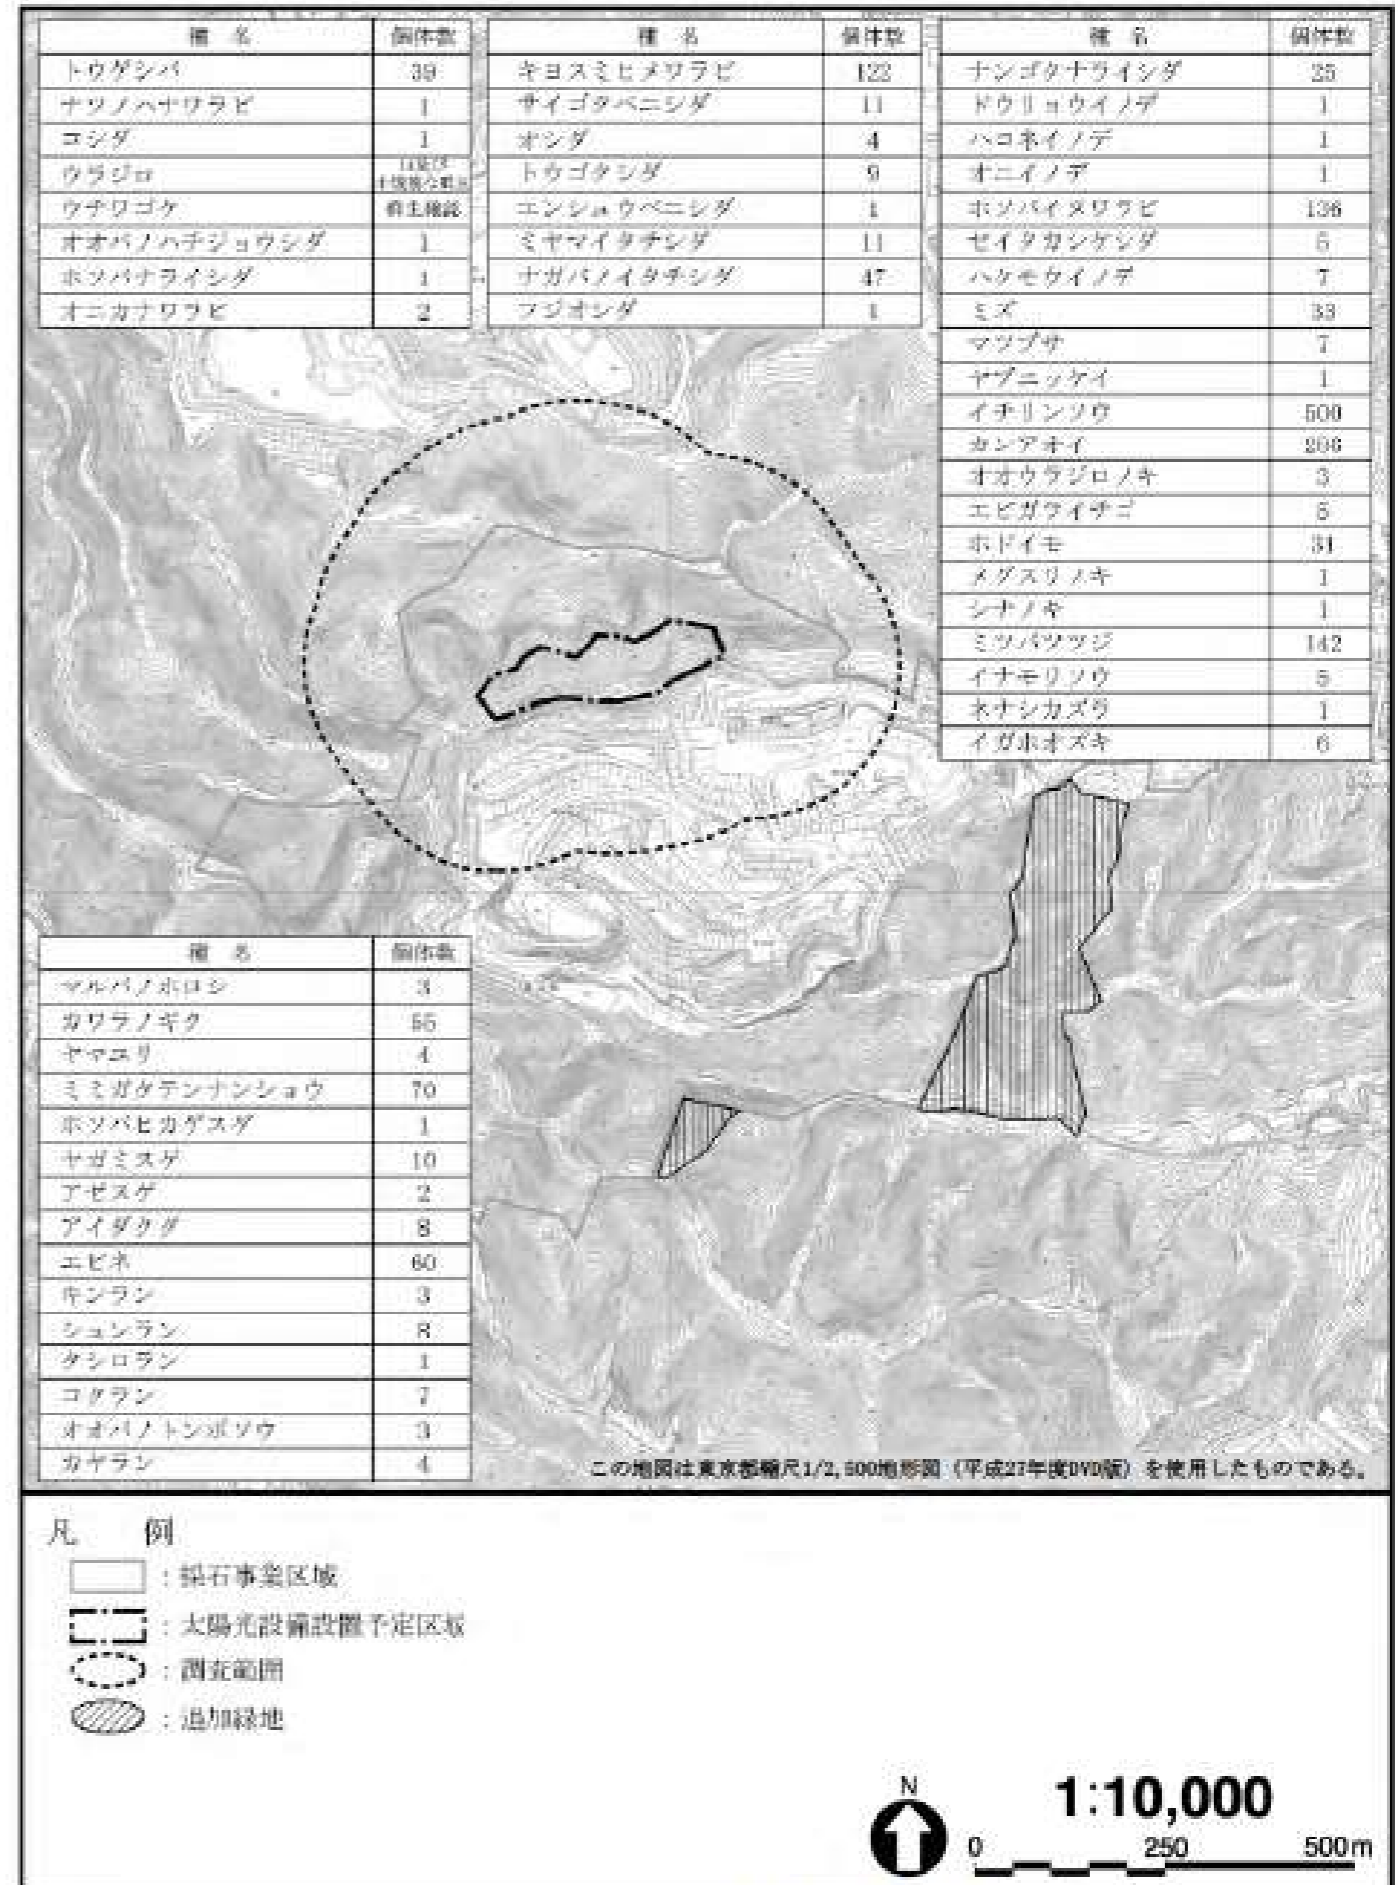 種 名 個体数
トウゲシバ 39
ナツノハナワラビ 1
コシダ 1
ウラジロ
ウチワゴケ 群生確認
オオバノハチジョウシダ 1
ホソバナライシダ 1
オニカナワラビ 2
種 名 個体数
キヨスミヒメワラビ 122
サイゴクベニシダ 11
オシダ 4
トウゴクシダ 9
エンシュウベニシダ 1
ミヤマイタチシダ 11
ナガバノイタチシダ 47
フジオシダ 1
種 名 個体数
ナンゴクナライシダ 25
ドウリョウイノデ 1
ハコネイノデ 1
オニイノデ 1
ホソバイヌワラビ 136
セイタカシケシダ 5
ハケモウイノデ 7
ミズ 33
マツブサ 7
ヤブニッケイ 1
イチリンソウ 500
カンアオイ 206
オオウラジロノキ 3
エビガライチゴ 5
ホドイモ 31
メグスリノキ 1
シナノキ 1
ミツバツツジ 142
イナモリソウ 5
ネナシカズラ 1
イガホオズキ 6
種 名 個体数
マルバノホロシ 3
カワラノギク 55
ヤマユリ 4
ミミガタテンナンショウ 70
ホソバヒカゲスゲ 1
ヤガミスゲ 10
アゼスゲ 2
アイダクグ 8
エビネ 60
キンラン 3
シュンラン 8
タシロラン 1
コクラン 7
オオバノトンボソウ 3
カヤラン 4
この地図は東京都縮尺1/2,500地形図(平成27年度DVD版)を使用したものである。
凡 例
:採石事業区域
:太陽光設備設置予定区域
:調査範囲
:追加緑地
N
1:10,000
0 250 500m